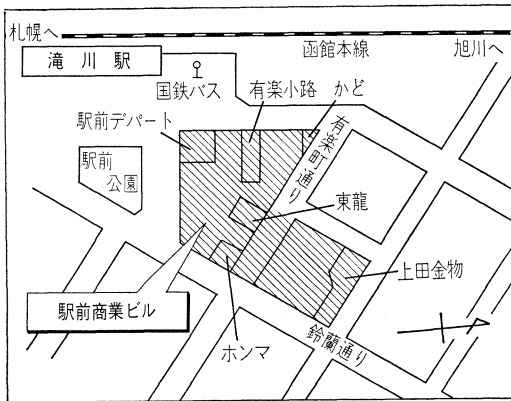 札幌へ
函館本線
旭川へ
滝川駅
国鉄バス
有楽小路
かど
駅前デパート
有楽町通り
駅前
公園
東龍
上田金物
駅前商業ビル
ホンマ
鈴蘭通り